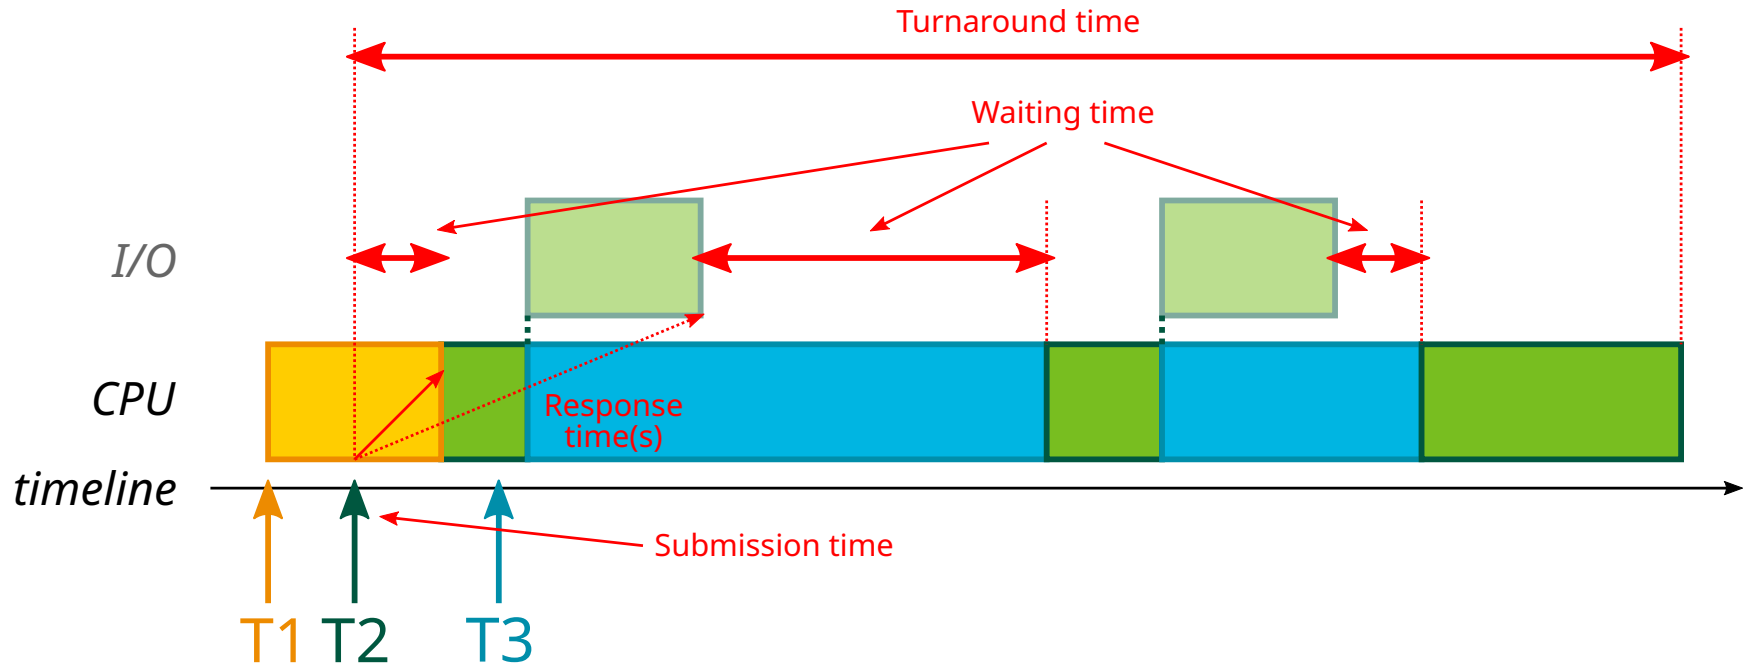 Turnaround time
Waiting time
I/O
CPU
Response
time(s)
timeline
Submission time
T1
T2
T3